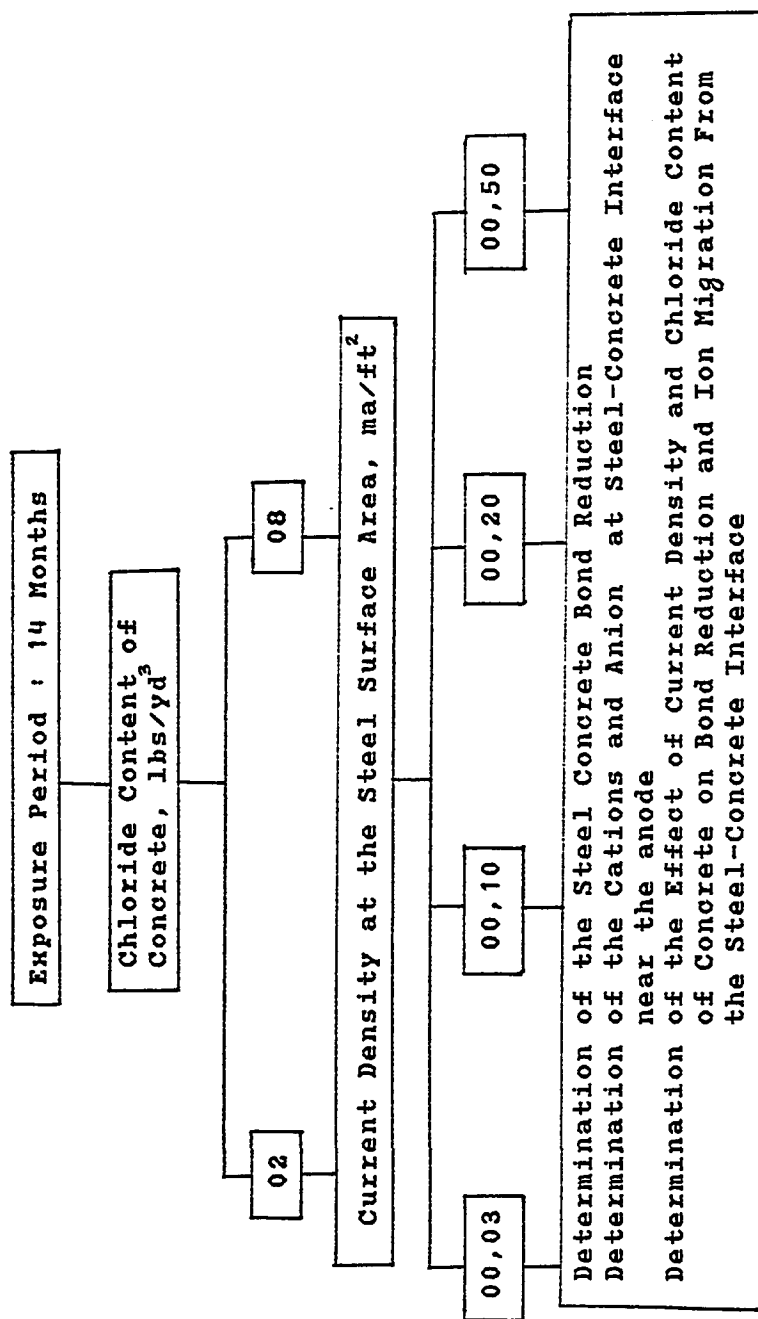 Exposure Period : 14 Months
Chloride Content of
Concrete, lbs/yd³
02
08
Current Density at the Steel Surface Area, ma/ft²
00,03
00,10
00,20
00,50
Determination of the Steel Concrete Bond Reduction
Determination of the Cations and Anion at Steel-Concrete Interface
near the anode
Determination of the Effect of Current Density and Chloride Content
of Concrete on Bond Reduction and Ion Migration From
the Steel-Concrete Interface